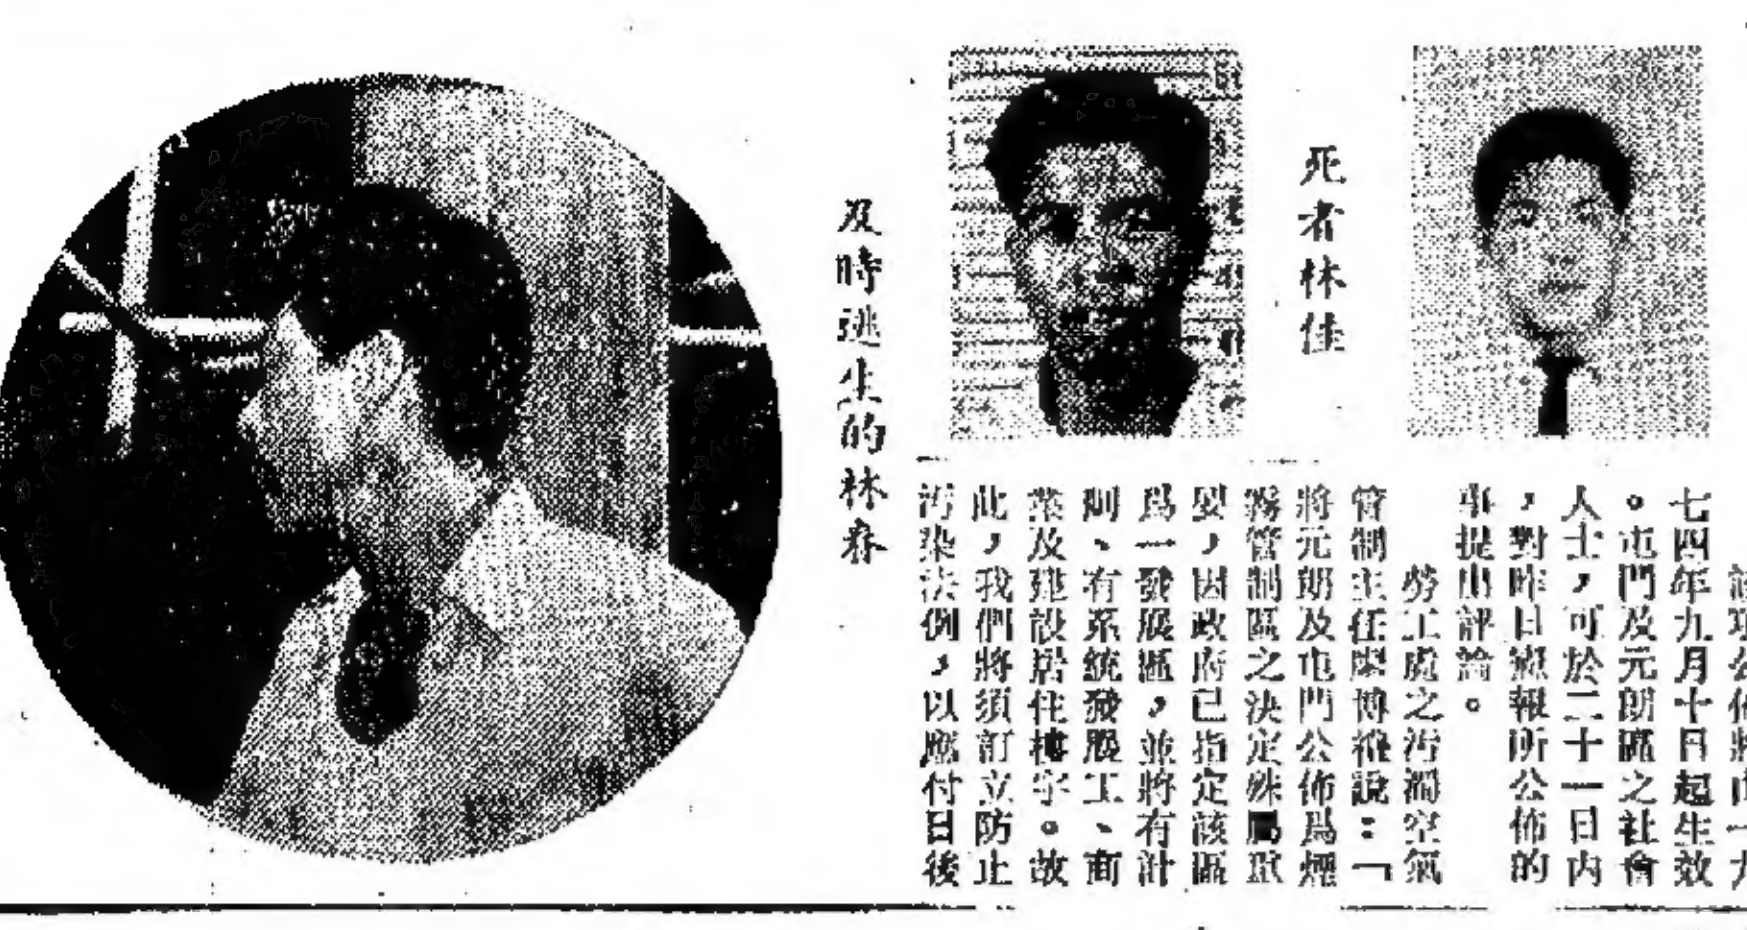 死者林佳
及時逃生的林春
七四年九月十日起生效
。屯門及元朗區之社會
人士，可於二十一日內
，對昨日憲報所公佈的
事提出評論。
勞工處之污濁空氣
管制主任 博 說：「
將元朗及屯門公佈爲煙
霧管制區之決定殊屬重
要，因政府已指定該區
爲一發展區，並將有計
劃、有系統發展工、商
業及建設居住樓宇。故
此，我們將須訂立防止
污染法例，以應付日後